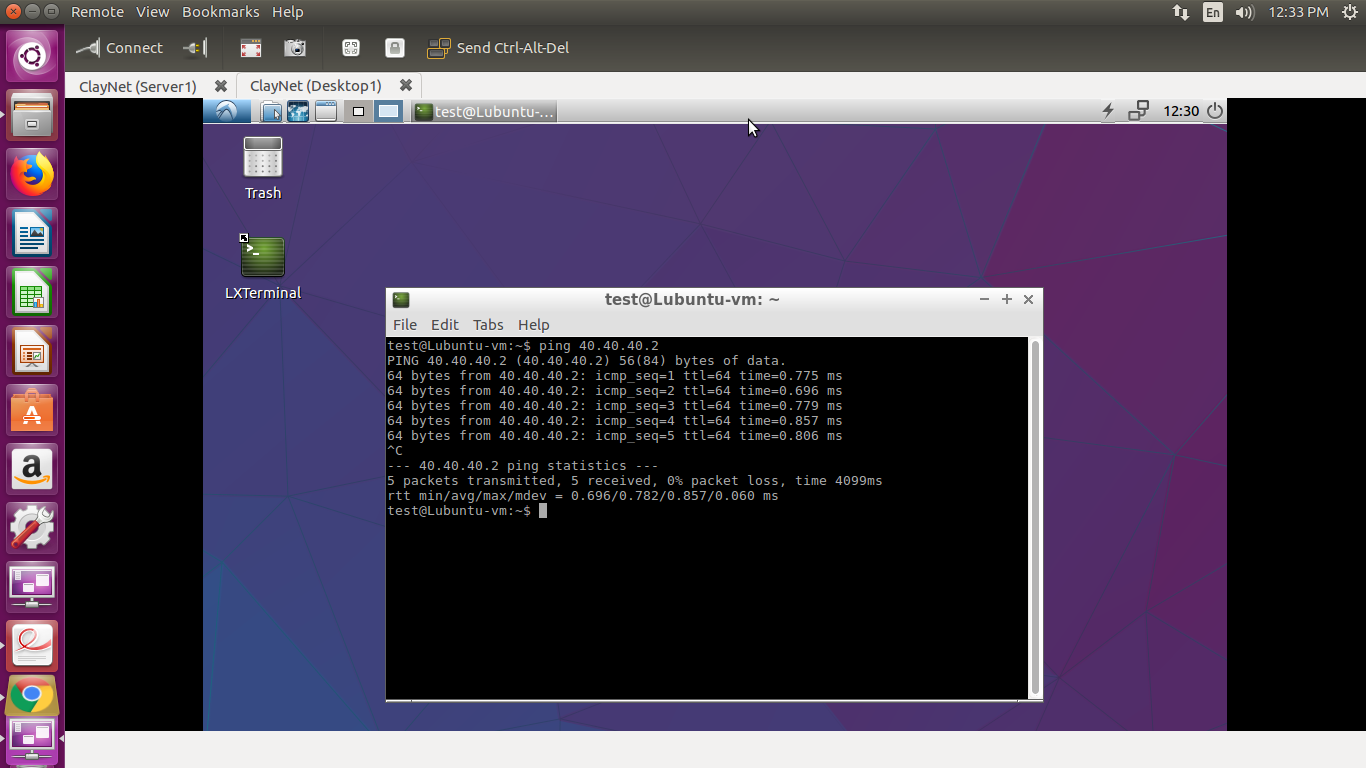 Remote View Bookmarks Help
En 12:33 PM
Connect Send Ctrl-Alt-Del
ClayNet (Server1) ClayNet (Desktop1)
test@Lubuntu-... 12:30
Trash
LXTerminal
test@Lubuntu-vm: ~
File Edit Tabs Help
test@Lubuntu-vm:~$ ping 40.40.40.2
PING 40.40.40.2 (40.40.40.2) 56(84) bytes of data.
64 bytes from 40.40.40.2: icmp_seq=1 ttl=64 time=0.775 ms
64 bytes from 40.40.40.2: icmp_seq=2 ttl=64 time=0.696 ms
64 bytes from 40.40.40.2: icmp_seq=3 ttl=64 time=0.779 ms
64 bytes from 40.40.40.2: icmp_seq=4 ttl=64 time=0.857 ms
64 bytes from 40.40.40.2: icmp_seq=5 ttl=64 time=0.806 ms
^C
--- 40.40.40.2 ping statistics ---
5 packets transmitted, 5 received, 0% packet loss, time 4099ms
rtt min/avg/max/mdev = 0.696/0.782/0.857/0.060 ms
test@Lubuntu-vm:~$